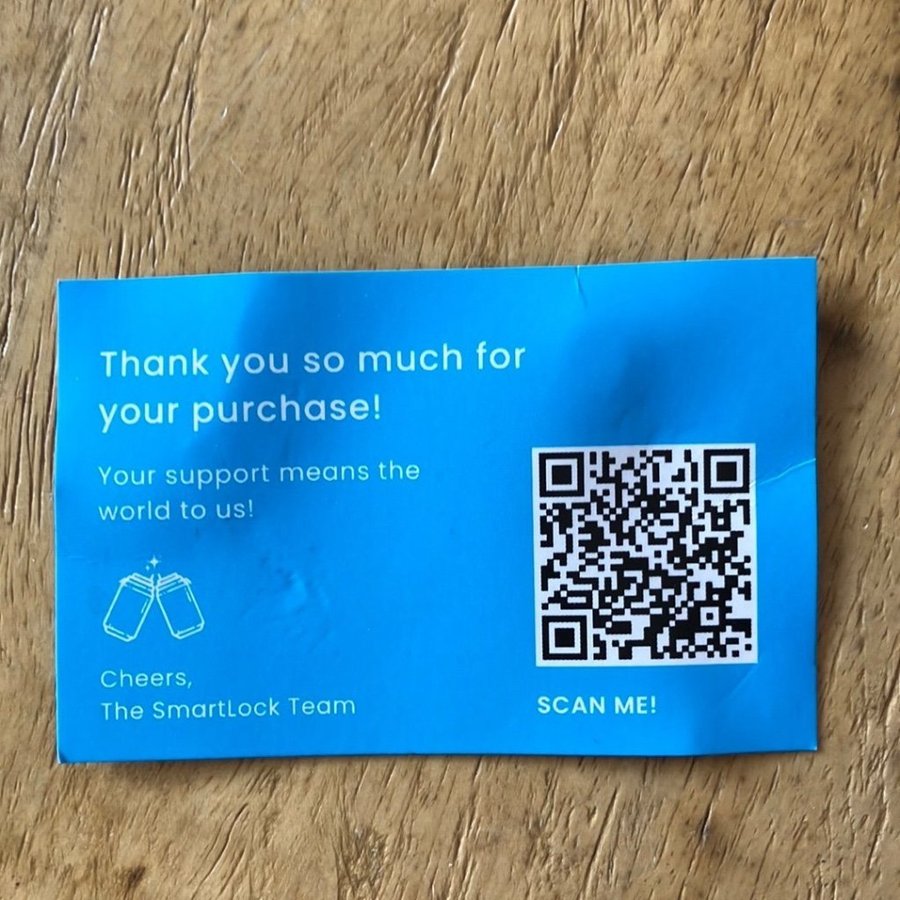 Thank you so much for
your purchase!
Your support means the
world to us!
Cheers,
The SmartLock Team
SCAN ME!